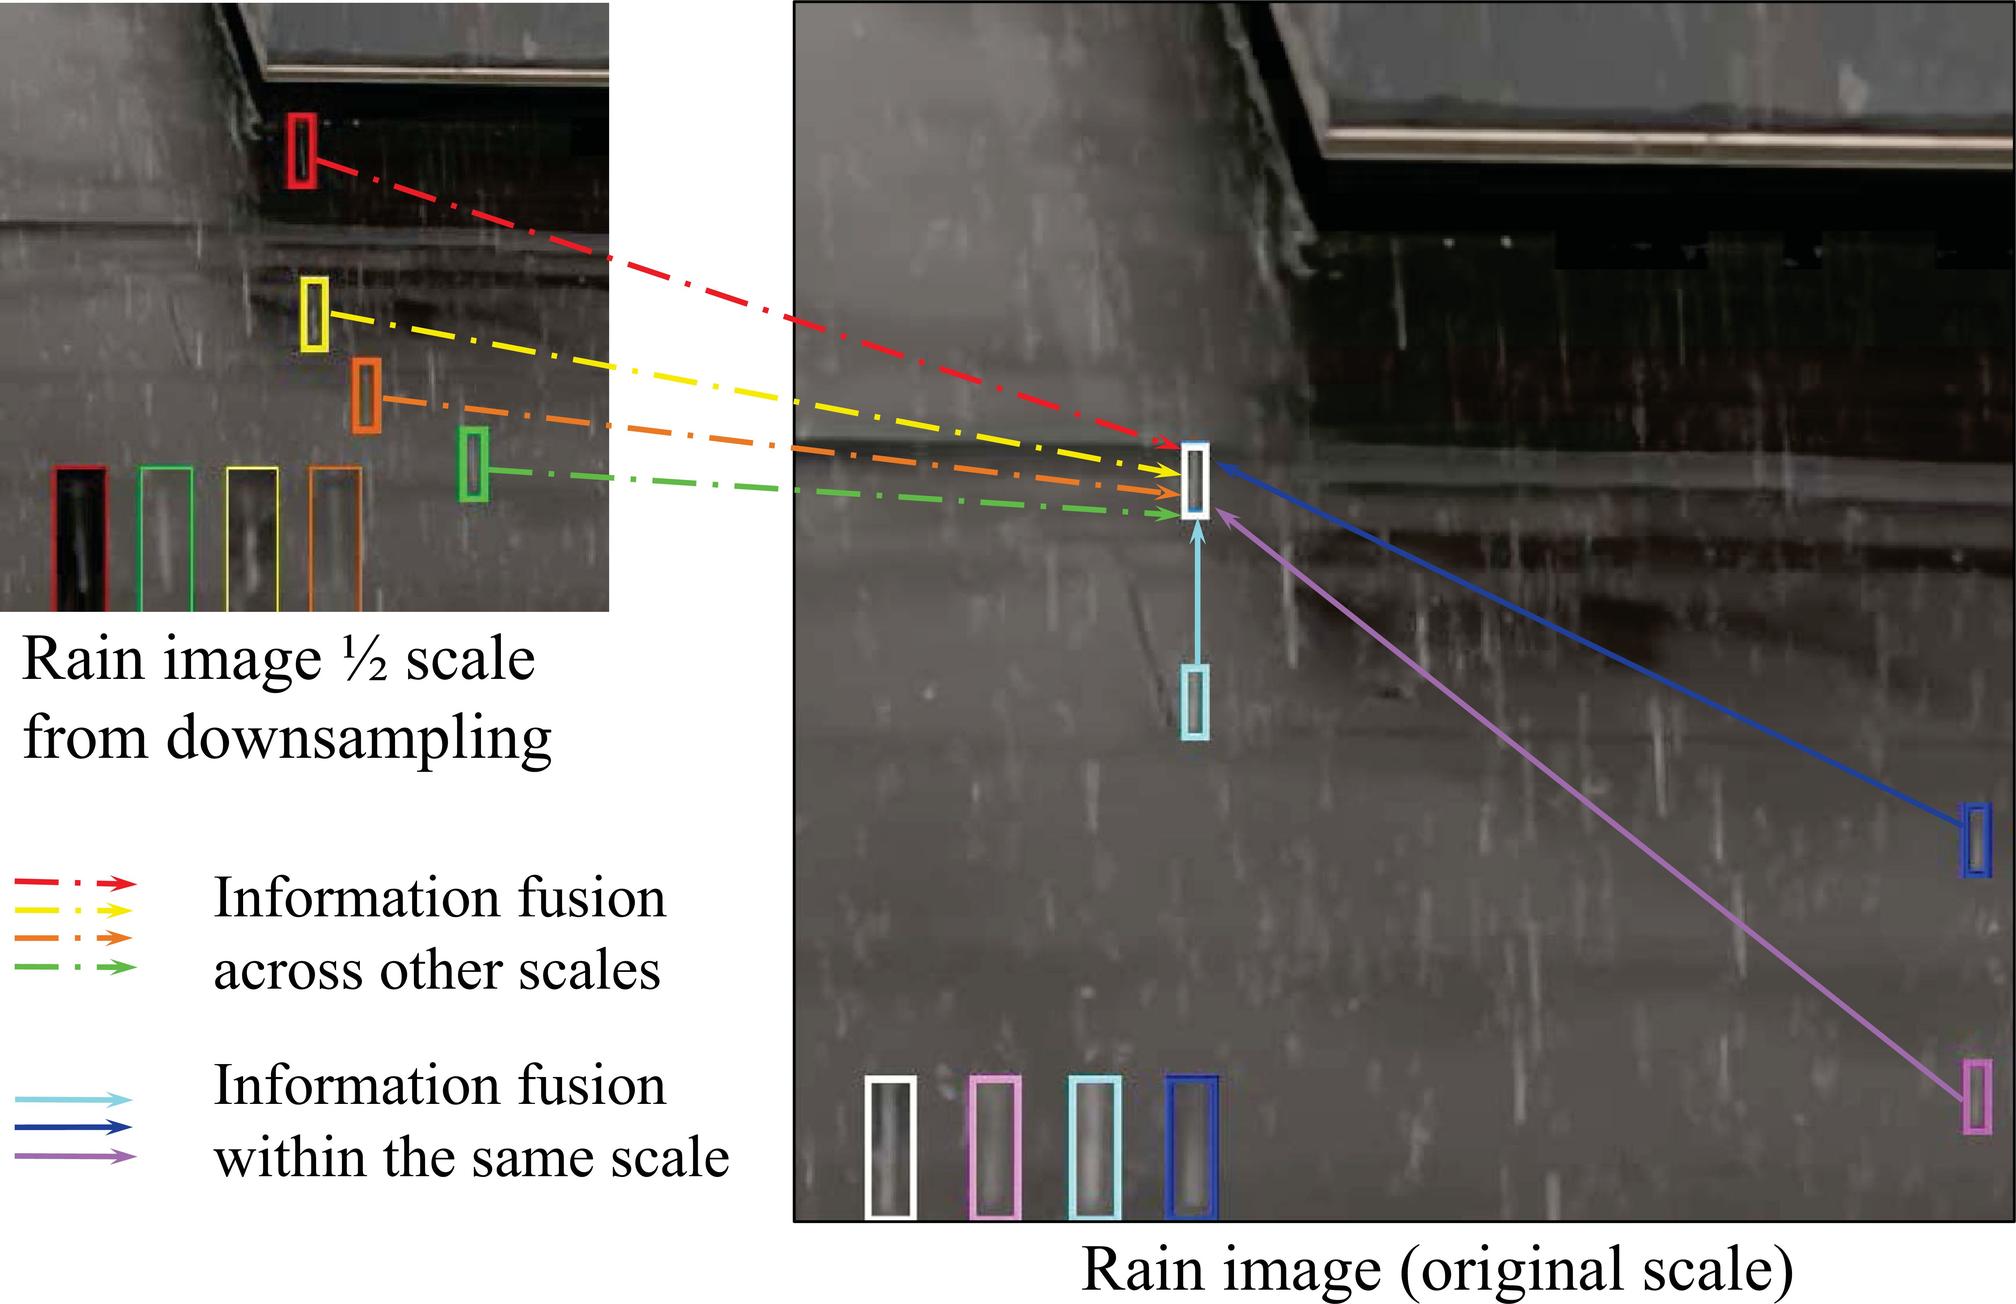 Rain image ½ scale
from downsampling
Information fusion
across other scales
Information fusion
within the same scale
Rain image (original scale)